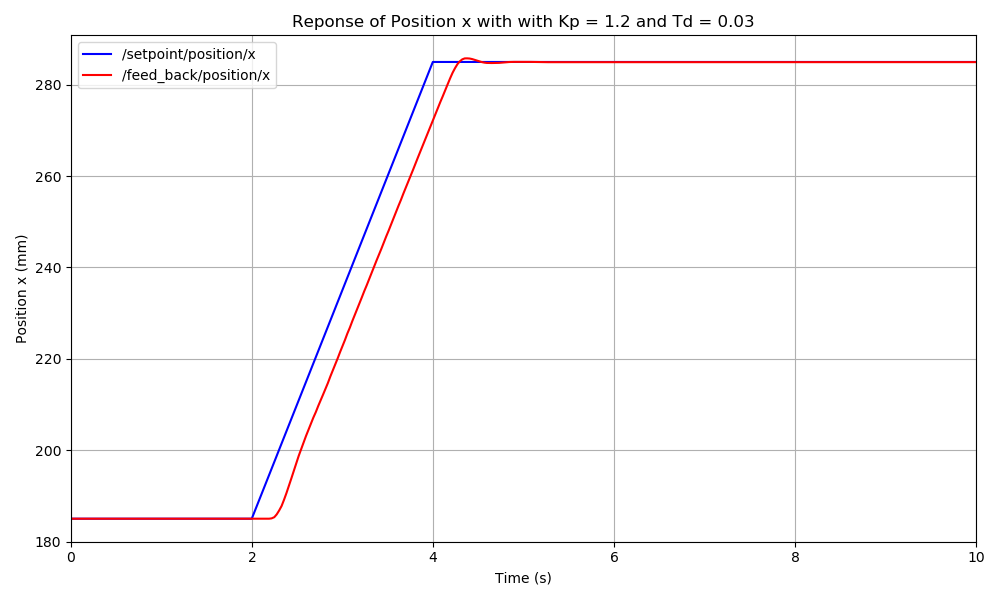 Reponse of Position x with with Kp = 1.2 and Td = 0.03
/setpoint/position/x
/feed_back/position/x
Position x (mm)
280
260
240
220
200
180
0 2 4 6 8 10
Time (s)